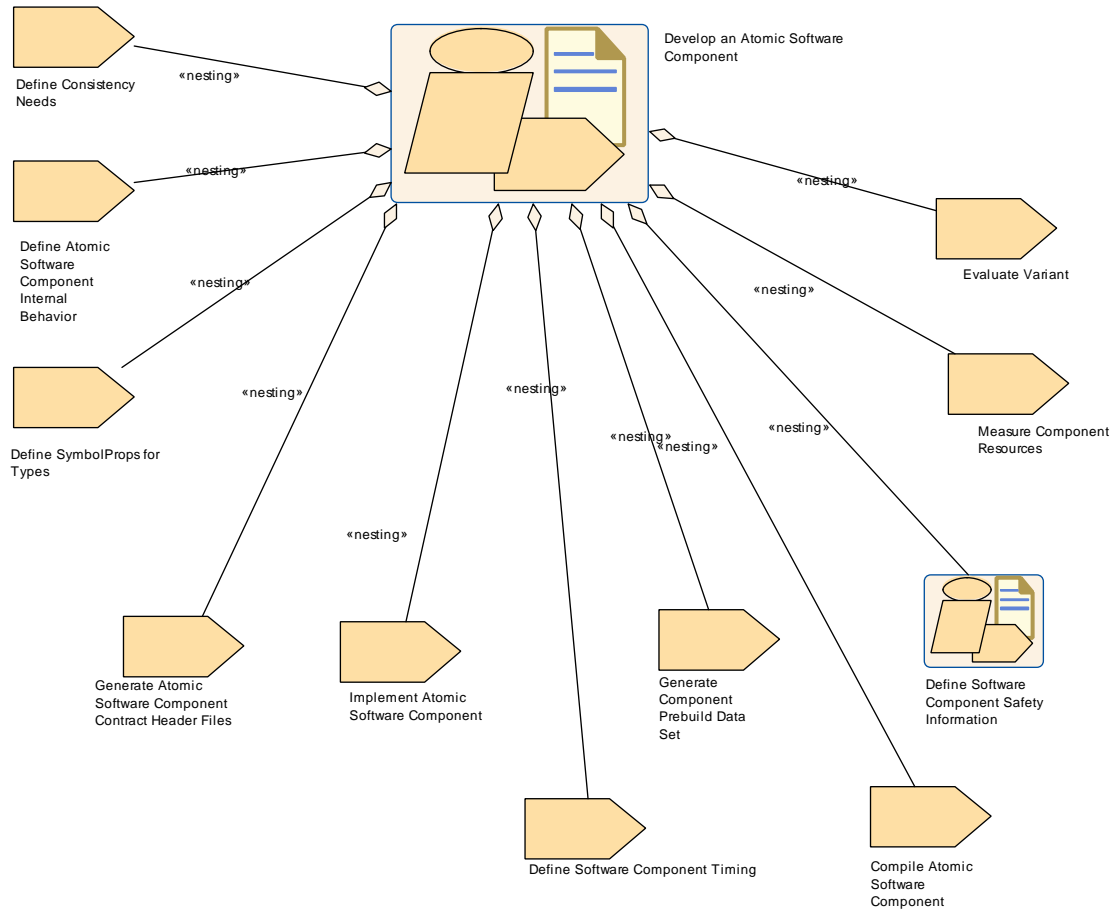 Develop an Atomic Software
Component
Define Consistency
Needs
«nesting»
«nesting»
«nesting»
Evaluate Variant
Define Atomic
Software
Component
Internal
Behavior
«nesting»
«nesting»
Measure Component
Resources
Define SymbolProps for
Types
«nesting»
«nesting»
«nesting»
«nesting»
«nesting»
«nesting»
Generate Atomic
Software Component
Contract Header Files
Implement Atomic
Software Component
Generate
Component
Prebuild Data
Set
Define Software
Component Safety
Information
Define Software Component Timing
Compile Atomic
Software
Component